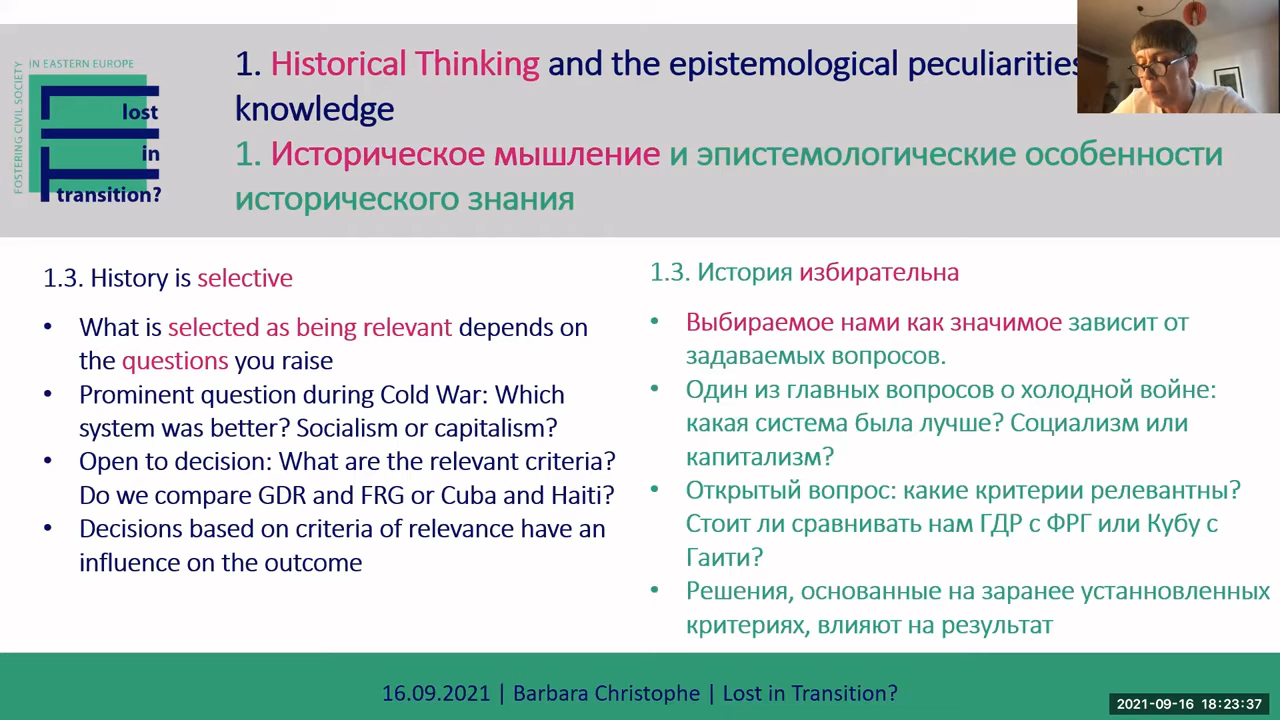 FOSTERING CIVIL SOCIETY
IN EASTERN EUROPE
lost
in
transition?
1. Historical Thinking and the epistemological peculiarities
knowledge
1. Историческое мышление и эпистемологические особенности
исторического знания
1.3. History is selective
• What is selected as being relevant depends on
the questions you raise
• Prominent question during Cold War: Which
system was better? Socialism or capitalism?
• Open to decision: What are the relevant criteria?
Do we compare GDR and FRG or Cuba and Haiti?
• Decisions based on criteria of relevance have an
influence on the outcome
1.3. История избирательна
• Выбираемое нами как значимое зависит от
задаваемых вопросов.
• Один из главных вопросов о холодной войне:
какая система была лучше? Социализм или
капитализм?
• Открытый вопрос: какие критерии релевантны?
Стоит ли сравнивать нам ГДР с ФРГ или Кубу с
Гаити?
• Решения, основанные на заранее устанновленных
критериях, влияют на результат
16.09.2021 | Barbara Christophe | Lost in Transition?
2021-09-16 18:23:37